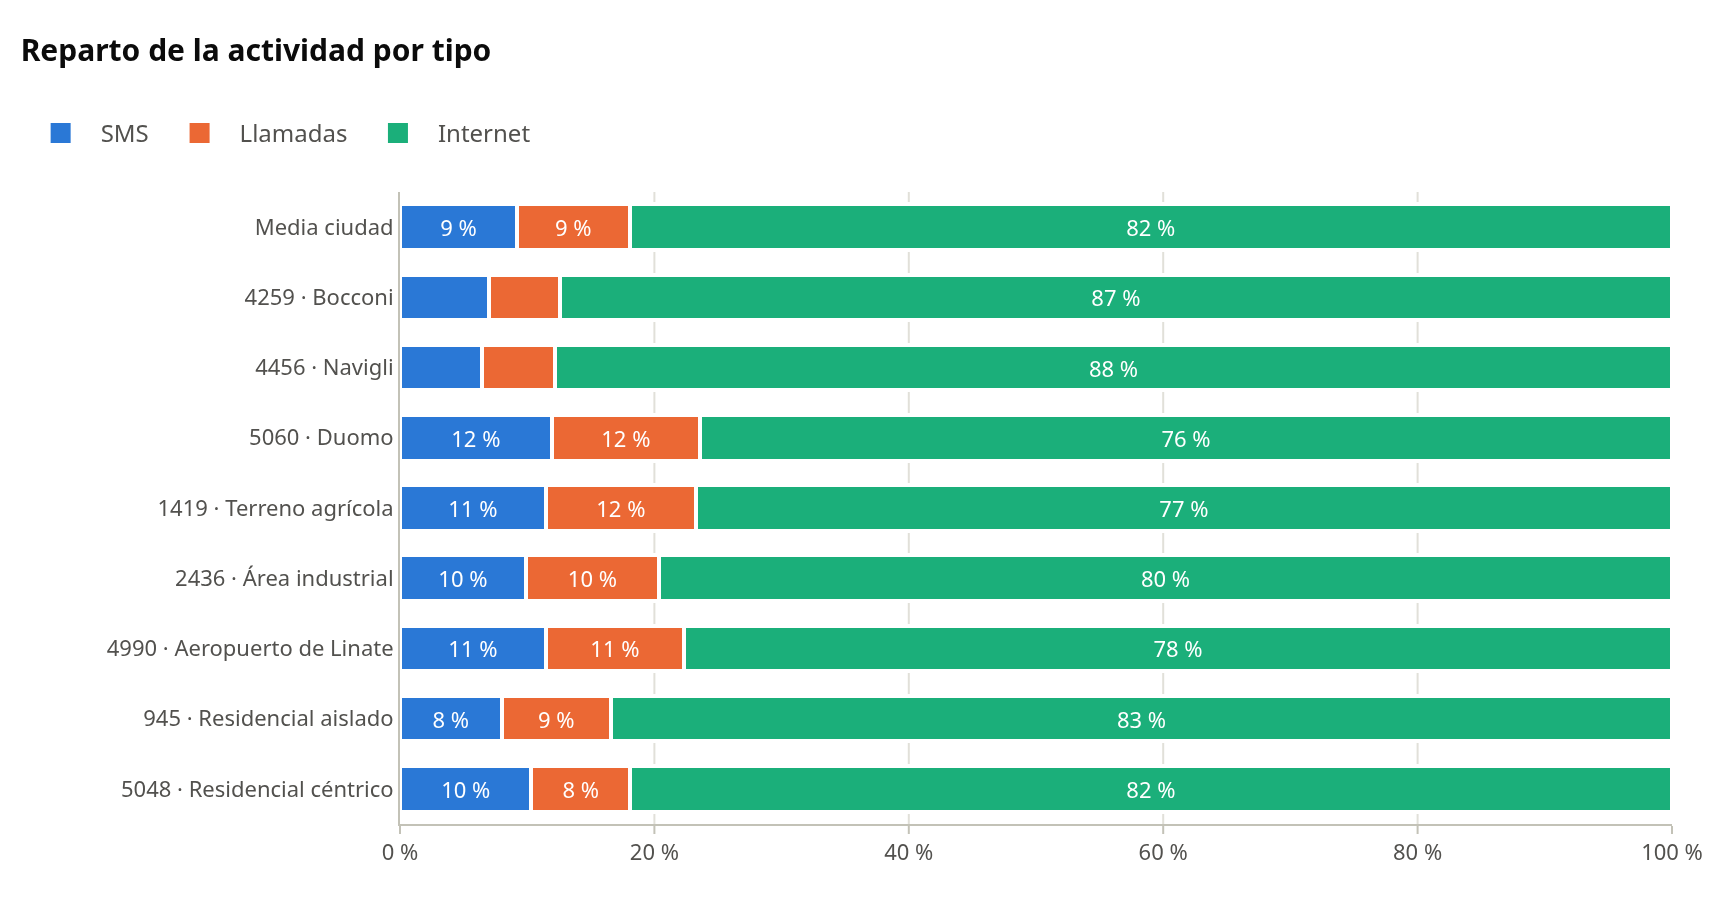 Reparto de la actividad por tipo
SMS Llamadas Internet
Media ciudad 9 % 9 % 82 %
4259 · Bocconi 87 %
4456 · Navigli 88 %
5060 · Duomo 12 % 12 % 76 %
1419 · Terreno agrícola 11 % 12 % 77 %
2436 · Área industrial 10 % 10 % 80 %
4990 · Aeropuerto de Linate 11 % 11 % 78 %
945 · Residencial aislado 8 % 9 % 83 %
5048 · Residencial céntrico 10 % 8 % 82 %
0 % 20 % 40 % 60 % 80 % 100 %